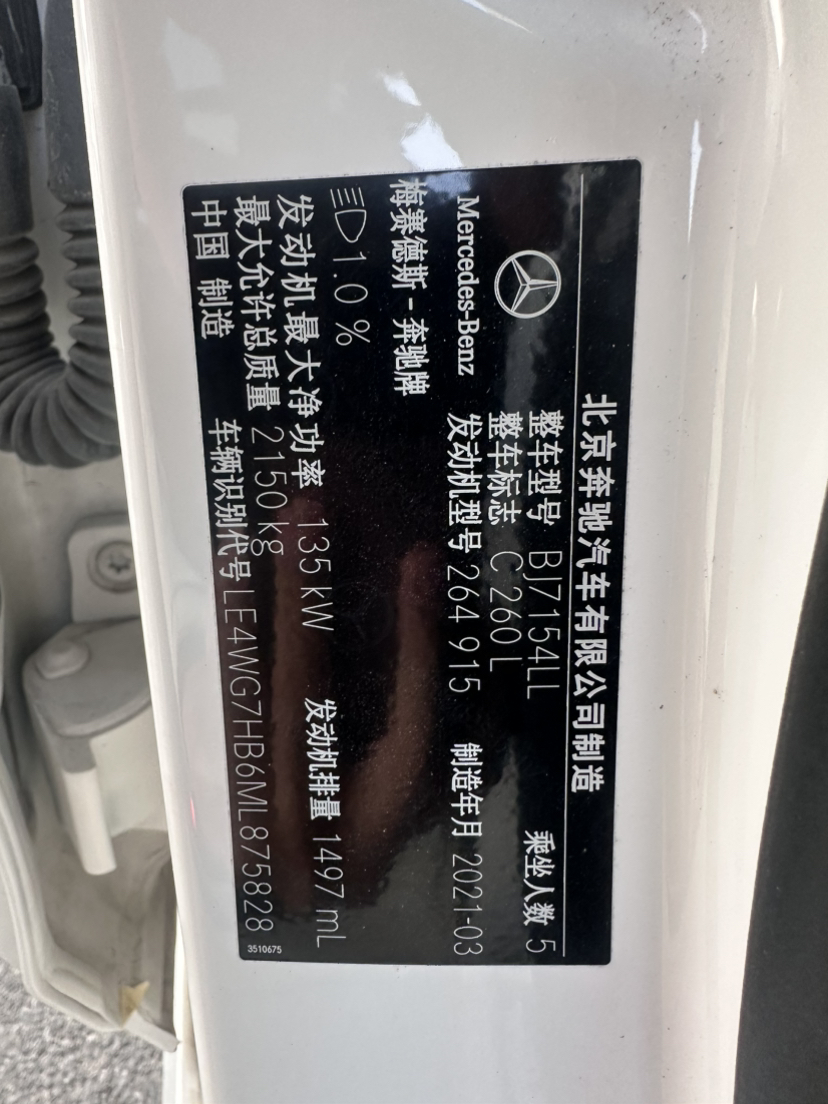 北京奔驰汽车有限公司制造
整车型号 BJ7154LL 乘坐人数 5
整车标志 C 260 L
Mercedes-Benz 发动机型号 264 915 制造年月 2021-03
梅赛德斯-奔驰牌
1.0 %
发动机最大净功率 135 kW 发动机排量 1497 mL
最大允许总质量 2150 kg
中国 制造 车辆识别代号 LE4WG7HB6ML875828
3510675